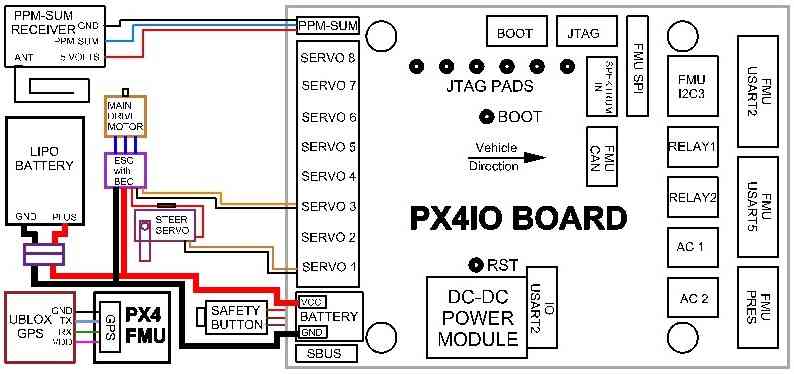 PPM-SUM
RECEIVER
GND
PPM SUM
ANT
5 VOLTS
MAIN
DRIVE
MOTOR
LIPO
BATTERY
GND
PLUS
ESC
with
BEC
STEER
SERVO
UBLOX
GPS
GND
TX
RX
VDD
GPS
PX4
FMU
SAFETY
BUTTON
PPM-SUM
SERVO 8
SERVO 7
SERVO 6
SERVO 5
SERVO 4
SERVO 3
SERVO 2
SERVO 1
VCC
BATTERY
GND
SBUS
BOOT
JTAG
JTAG PADS
SPEKTRUM
IN
FMU SPI
BOOT
Vehicle
Direction
FMU
CAN
PX4IO BOARD
RST
DC-DC
POWER
MODULE
IO
USART2
FMU
I2C3
RELAY1
RELAY2
AC 1
AC 2
FMU
USART2
FMU
USART5
FMU
PRES